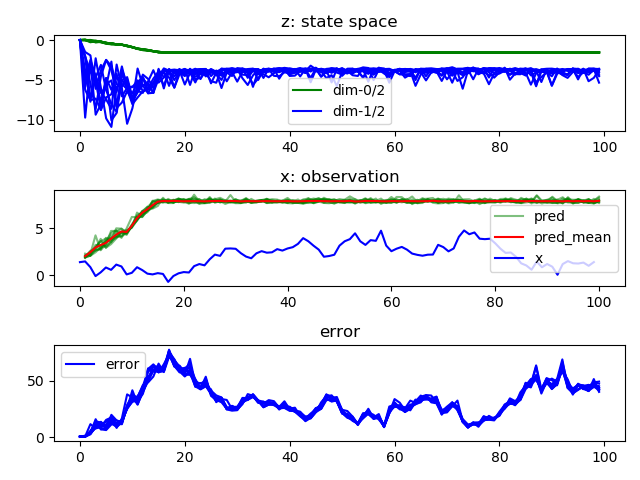 z: state space
0
−5
−10
dim-0/2
dim-1/2
0 20 40 60 80 100
x: observation
5
0
pred
pred_mean
x
0 20 40 60 80 100
error
50
0
error
0 20 40 60 80 100